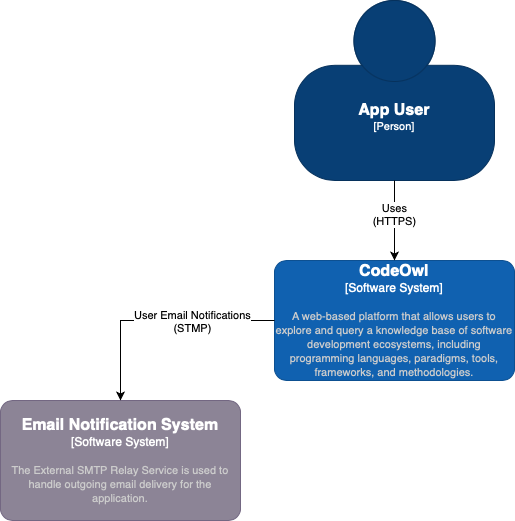 App User
[Person]
Uses
(HTTPS)
CodeOwl
[Software System]
A web-based platform that allows users to
explore and query a knowledge base of software
development ecosystems, including
programming languages, paradigms, tools,
frameworks, and methodologies.
User Email Notifications
(STMP)
Email Notification System
[Software System]
The External SMTP Relay Service is used to
handle outgoing email delivery for the
application.